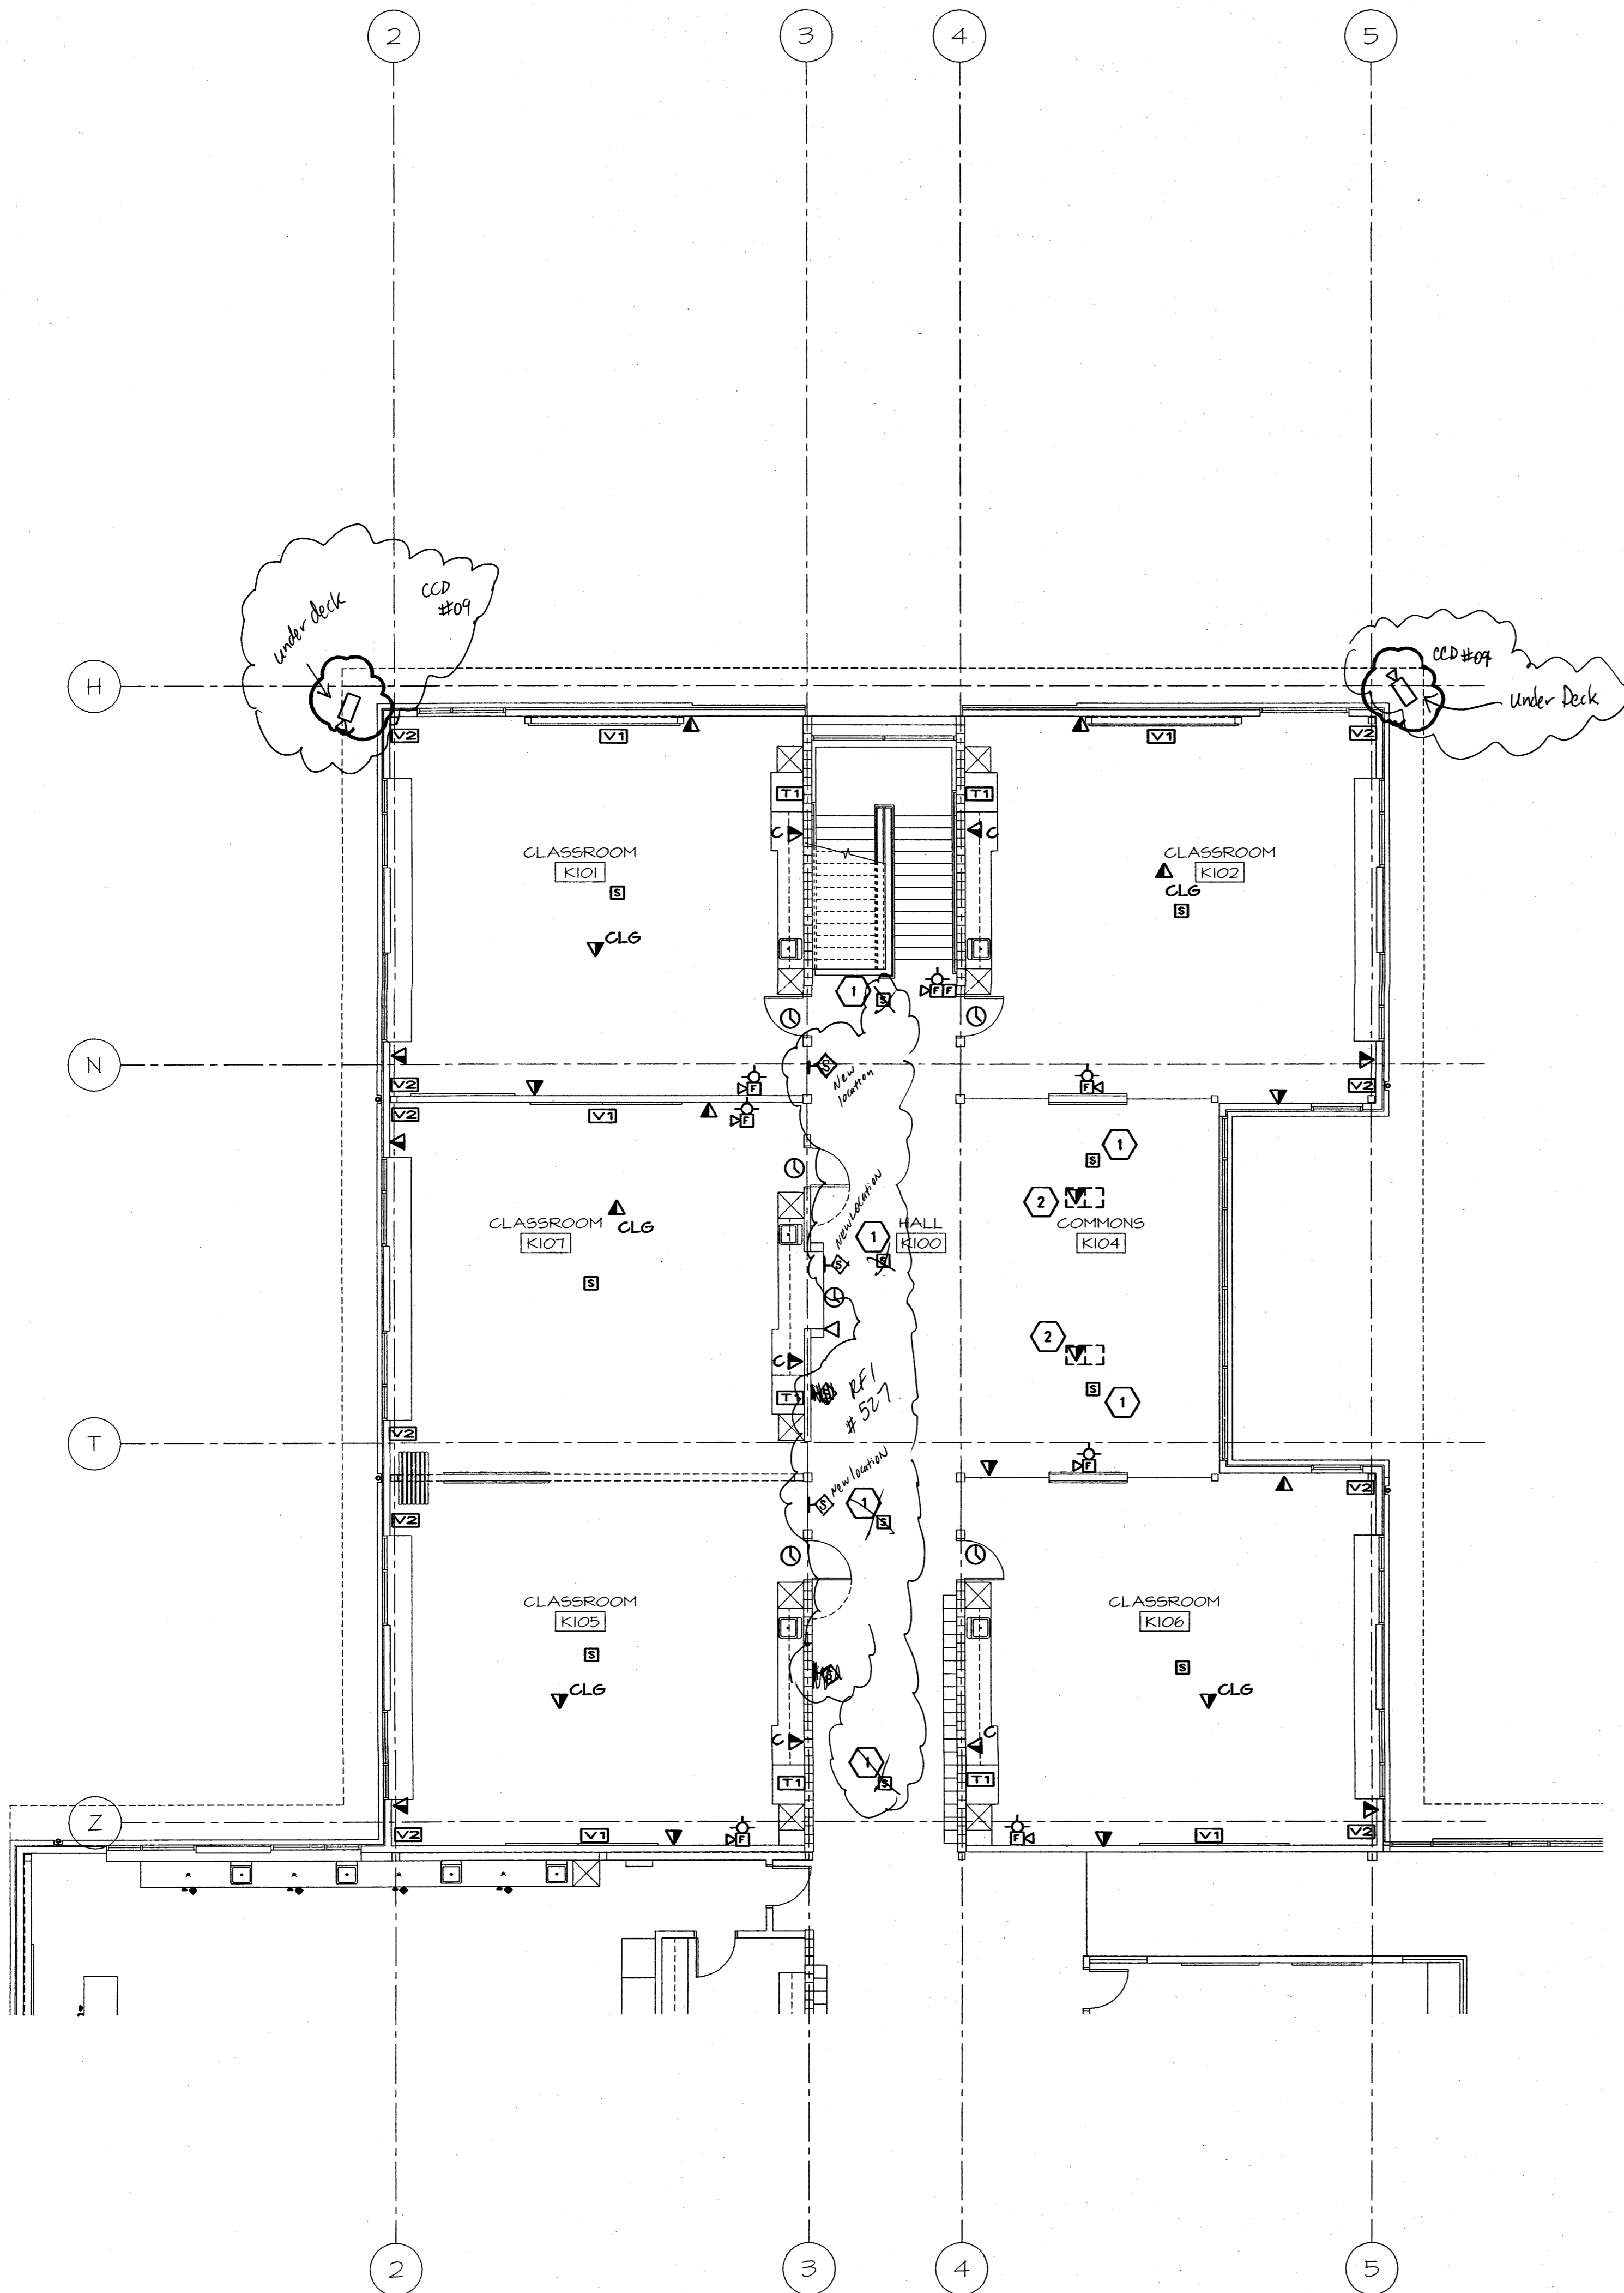 2
3
4
5
CCD
#09
under deck
CCD #09
Under Deck
H
V2
V1
V1
V2
T1
T1
C
C
CLASSROOM
K101
S
CLG
CLASSROOM
K102
CLG
S
1
S
F F
N
S
New
location
V2
F
F
V2
V2
V1
F
1
S
CLASSROOM
K107
CLG
S
New Location
1
HALL
K100
S
S
2
COMMONS
K104
2
C
T1
RFI
# 527
S
1
T
V2
F
V2
New location
S
1
S
V2
CLASSROOM
K105
S
CLG
CLASSROOM
K106
S
CLG
S
C
C
1
S
T1
T1
Z
V2
V1
F
F
V1
V2
2
3
4
5